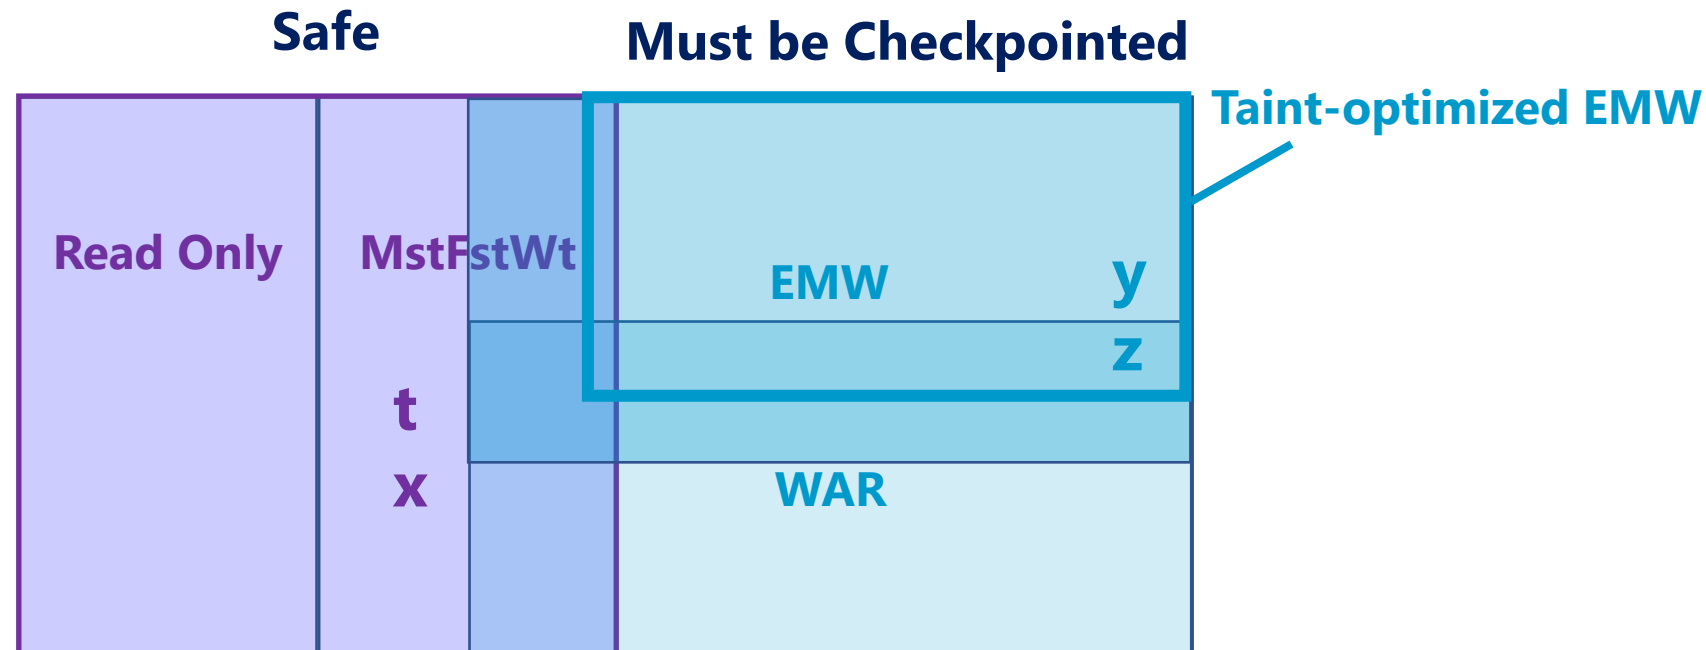 Safe
Must be Checkpointed
Taint-optimized EMW
Read Only
MstFstWt
EMW
y
z
t
x
WAR